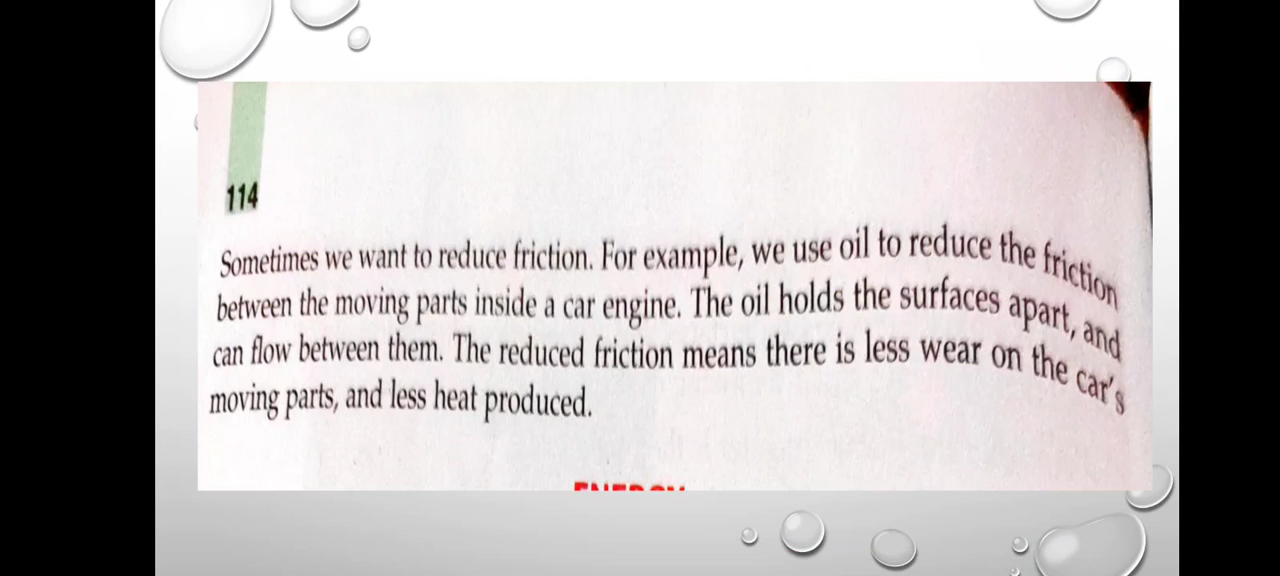 114
Sometimes we want to reduce friction. For example, we use oil to reduce the friction
between the moving parts inside a car engine. The oil holds the surfaces apart, and
can flow between them. The reduced friction means there is less wear on the car's
moving parts, and less heat produced.